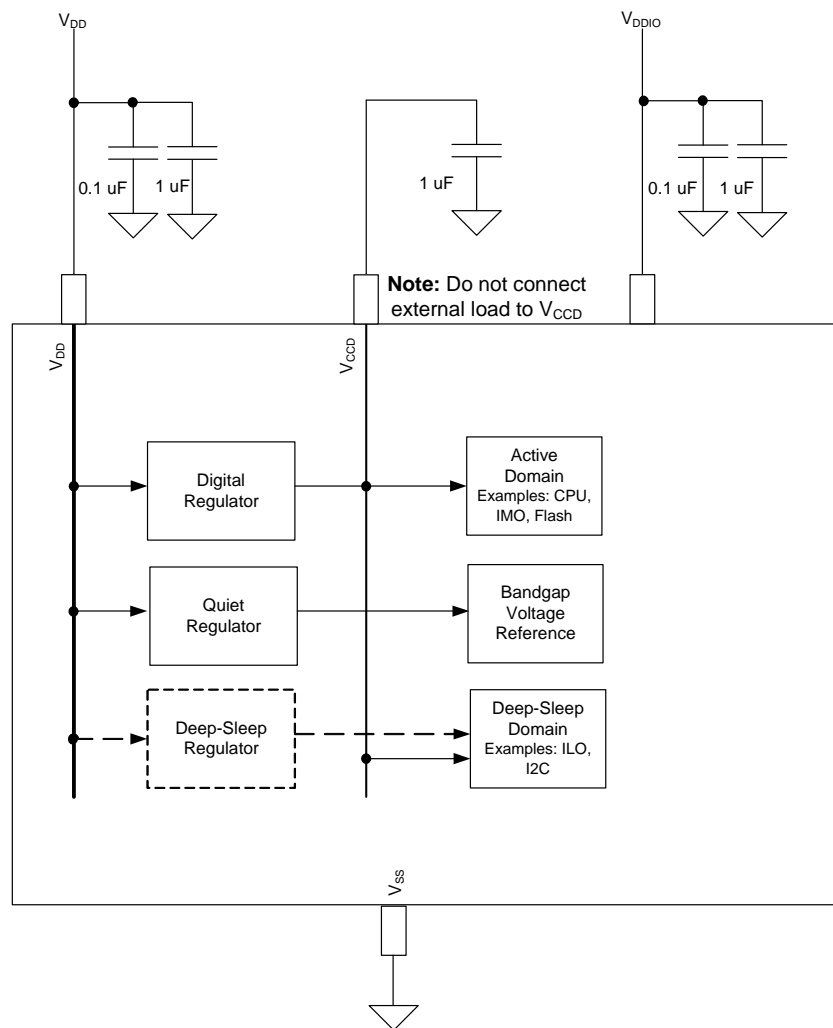 VDD
VDDIO
0.1 uF
1 uF
1 uF
0.1 uF
1 uF
Note: Do not connect
external load to VCCD
VDD
VCCD
Digital
Regulator
Active
Domain
Examples: CPU,
IMO, Flash
Quiet
Regulator
Bandgap
Voltage
Reference
Deep-Sleep
Regulator
Deep-Sleep
Domain
Examples: ILO,
I2C
VSS